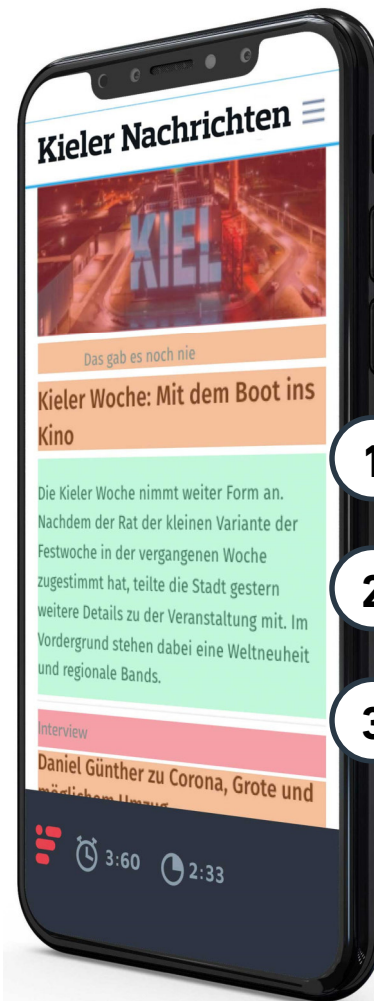 Kieler Nachrichten
KIEL
Das gab es noch nie
Kieler Woche: Mit dem Boot ins
Kino
Die Kieler Woche nimmt weiter Form an.
Nachdem der Rat der kleinen Variante der
Festwoche in der vergangenen Woche
zugestimmt hat, teilte die Stadt gestern
weitere Details zu der Veranstaltung mit. Im
Vordergrund stehen dabei eine Weltneuheit
und regionale Bands.
Interview
Daniel Günther zu Corona, Grote und
möglichem Umzug
3:60 2:33
1
2
3